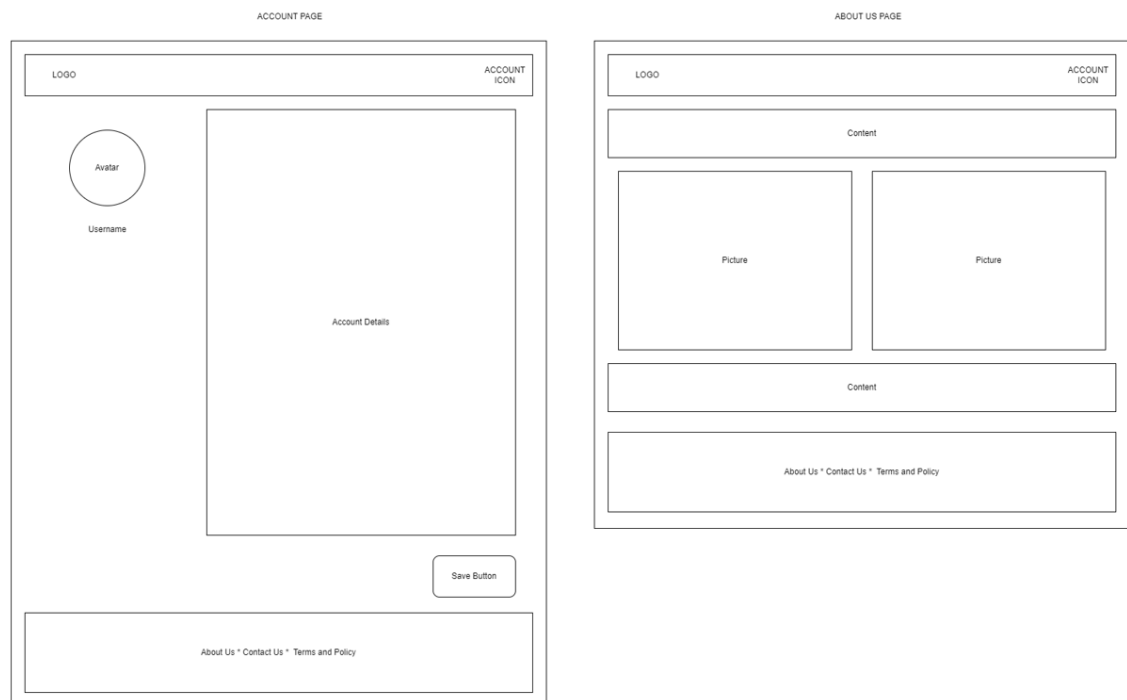 ACCOUNT PAGE
LOGO
ACCOUNT
ICON
Avatar
Username
Account Details
Save Button
About Us * Contact Us *  Terms and Policy
ABOUT US PAGE
LOGO
ACCOUNT
ICON
Content
Picture
Picture
Content
About Us * Contact Us *  Terms and Policy